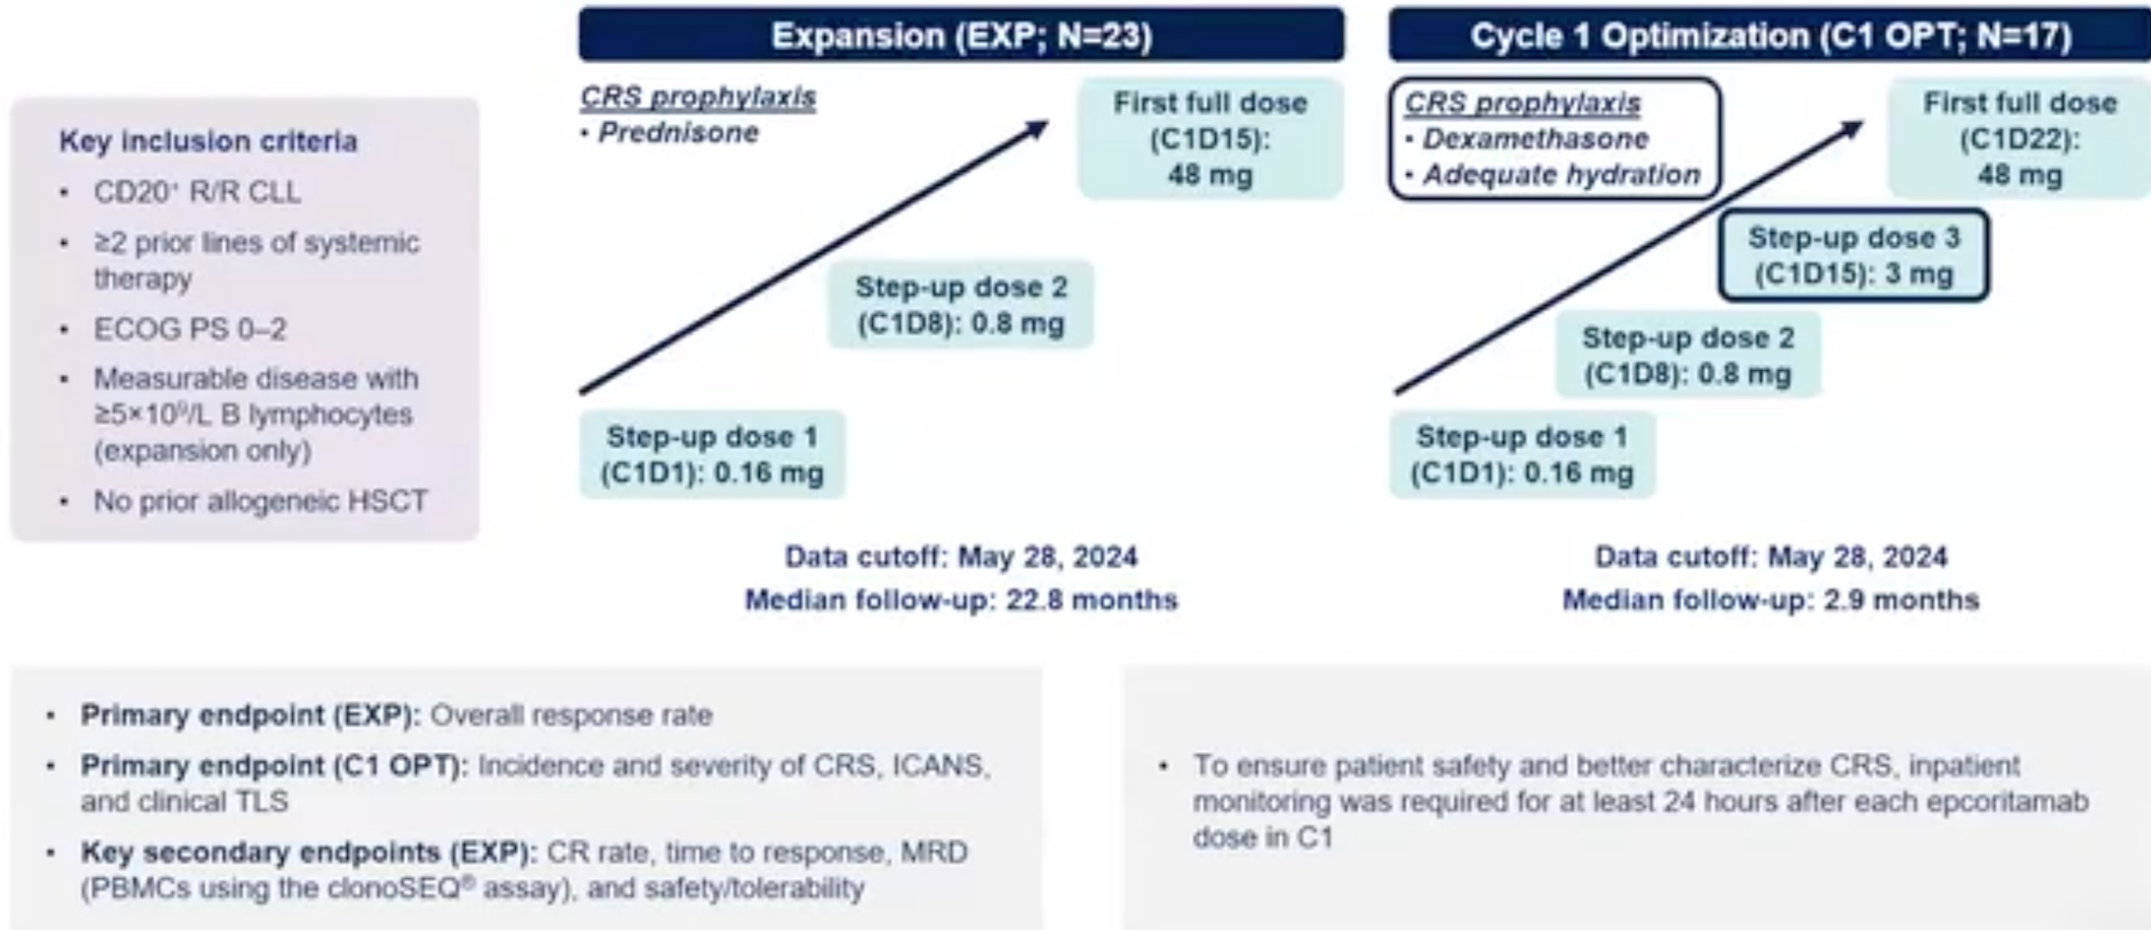 Expansion (EXP; N=23)
Cycle 1 Optimization (C1 OPT; N=17)
Key inclusion criteria
• CD20⁺ R/R CLL
• ≥2 prior lines of systemic
therapy
• ECOG PS 0–2
• Measurable disease with
≥5×10⁹/L B lymphocytes
(expansion only)
• No prior allogeneic HSCT
CRS prophylaxis
• Prednisone
First full dose
(C1D15):
48 mg
Step-up dose 2
(C1D8): 0.8 mg
Step-up dose 1
(C1D1): 0.16 mg
Data cutoff: May 28, 2024
Median follow-up: 22.8 months
CRS prophylaxis
• Dexamethasone
• Adequate hydration
First full dose
(C1D22):
48 mg
Step-up dose 3
(C1D15): 3 mg
Step-up dose 2
(C1D8): 0.8 mg
Step-up dose 1
(C1D1): 0.16 mg
Data cutoff: May 28, 2024
Median follow-up: 2.9 months
• Primary endpoint (EXP): Overall response rate
• Primary endpoint (C1 OPT): Incidence and severity of CRS, ICANS,
and clinical TLS
• Key secondary endpoints (EXP): CR rate, time to response, MRD
(PBMCs using the clonoSEQ® assay), and safety/tolerability
• To ensure patient safety and better characterize CRS, inpatient
monitoring was required for at least 24 hours after each epcoritamab
dose in C1